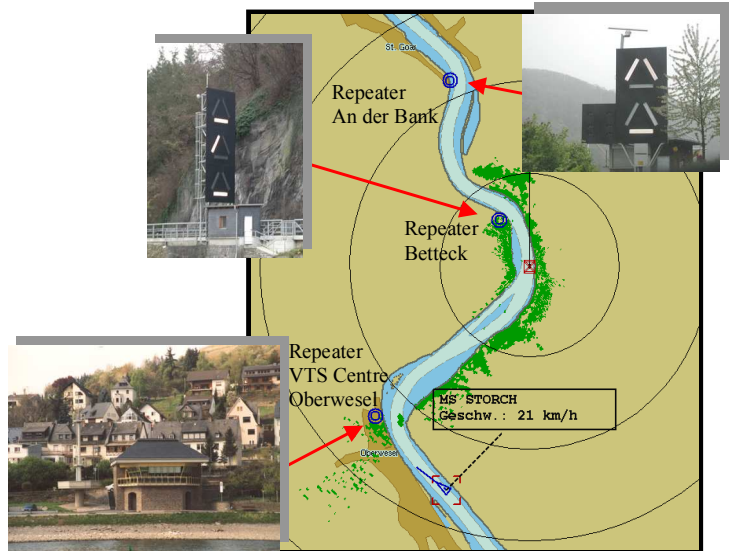 St. Goar
Repeater
An der Bank
Repeater
Betteck
Repeater
VTS Centre
Oberwesel
MS STORCH
Geschw.: 21 km/h
Oberwesel